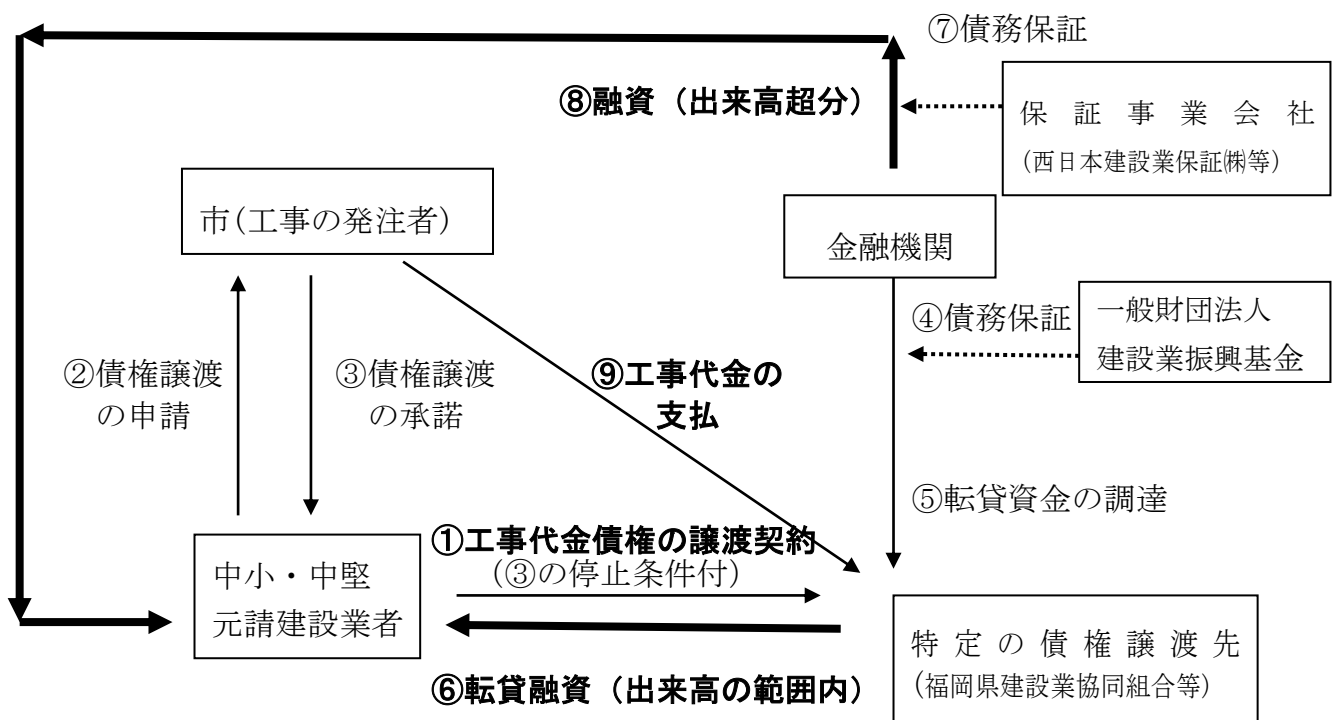 ⑦債務保証
⑧融資（出来高超分）
保証事業会社
(西日本建設業保証㈱等)
市(工事の発注者)
金融機関
④債務保証
一般財団法人
建設業振興基金
②債権譲渡
の申請
③債権譲渡
の承諾
⑨工事代金の
支払
⑤転貸資金の調達
①工事代金債権の譲渡契約
(③の停止条件付)
中小・中堅
元請建設業者
特定の債権譲渡先
(福岡県建設業協同組合等)
⑥転貸融資（出来高の範囲内）